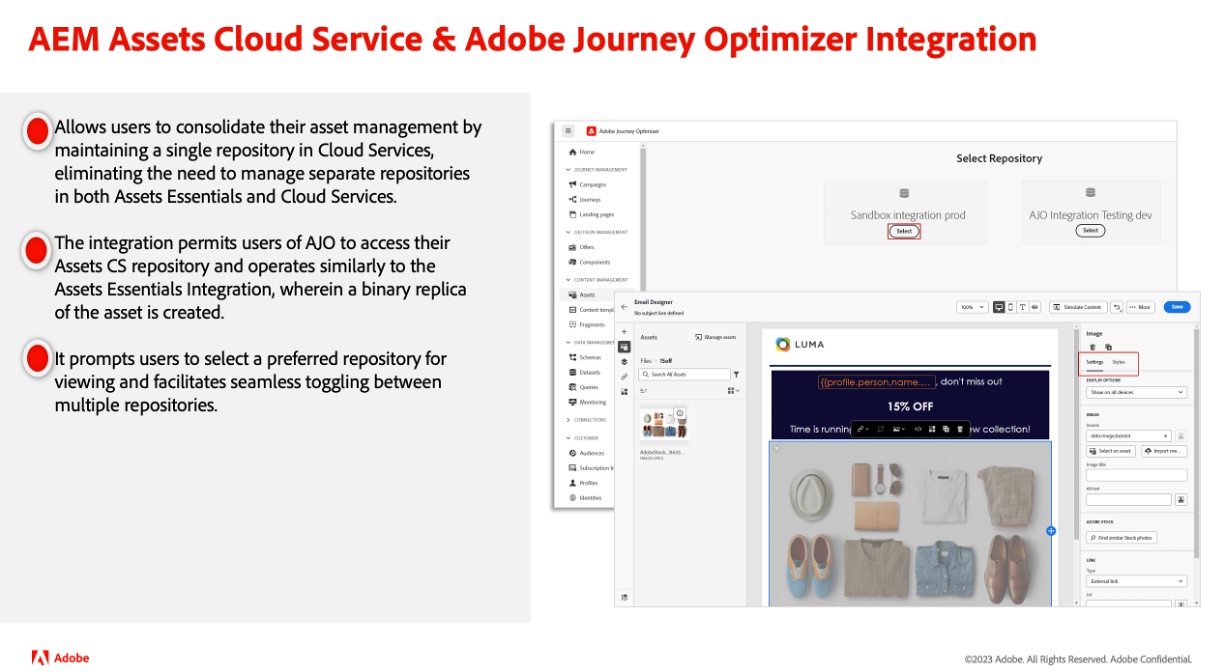 AEM Assets Cloud Service & Adobe Journey Optimizer Integration
Allows users to consolidate their asset management by
maintaining a single repository in Cloud Services,
eliminating the need to manage separate repositories
in both Assets Essentials and Cloud Services.
The integration permits users of AJO to access their
Assets CS repository and operates similarly to the
Assets Essentials Integration, wherein a binary replica
of the asset is created.
It prompts users to select a preferred repository for
viewing and facilitates seamless toggling between
multiple repositories.
Adobe Journey Optimizer
Home
JOURNEY MANAGEMENT
Campaigns
Journeys
Landing pages
DECISION MANAGEMENT
Offers
Components
CONTENT MANAGEMENT
Assets
Content templ
Fragments
DATA MANAGEMEN
Schemas
Datasets
Queries
Monitoring
CONNECTIONS
CUSTOMER
Audiences
Subscription li
Profiles
Identities
Select Repository
Sandbox integration prod
Select
AJO Integration Testing dev
Select
Email Designer
No subject line defined
100%
Simulate Content
More
Save
Assets
Manage assets
Files › 15off
Search All Assets
AdobeStock_31633...
LUMA
{{profile.person.name.... , don't miss out
15% OFF
Time is running
ew collection!
Image
Settings
Styles
DISPLAY OPTIONS
Show on all devices
IMAGE
Source
Select an asset
Import me...
Image title
Alt text
ADOBE STOCK
Find similar Stock photos
LINK
Type
External link
Adobe
©2023 Adobe. All Rights Reserved. Adobe Confidential.